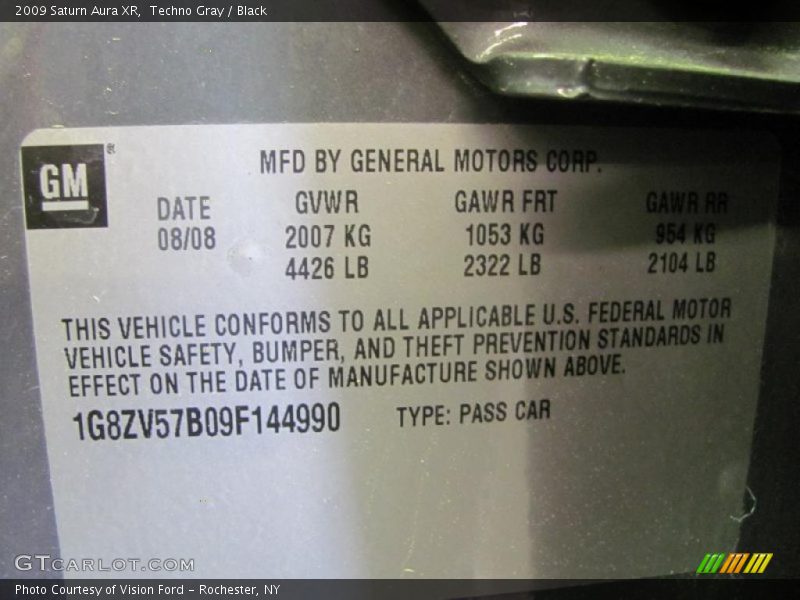 2009 Saturn Aura XR,  Techno Gray / Black
GM ®
MFD BY GENERAL MOTORS CORP.
DATE GVWR GAWR FRT GAWR RR
08/08 2007 KG 1053 KG 954 KG
4426 LB 2322 LB 2104 LB
THIS VEHICLE CONFORMS TO ALL APPLICABLE U.S. FEDERAL MOTOR
VEHICLE SAFETY, BUMPER, AND THEFT PREVENTION STANDARDS IN
EFFECT ON THE DATE OF MANUFACTURE SHOWN ABOVE.
1G8ZV57B09F144990 TYPE: PASS CAR
GTCARLOT.COM
Photo Courtesy of Vision Ford - Rochester, NY